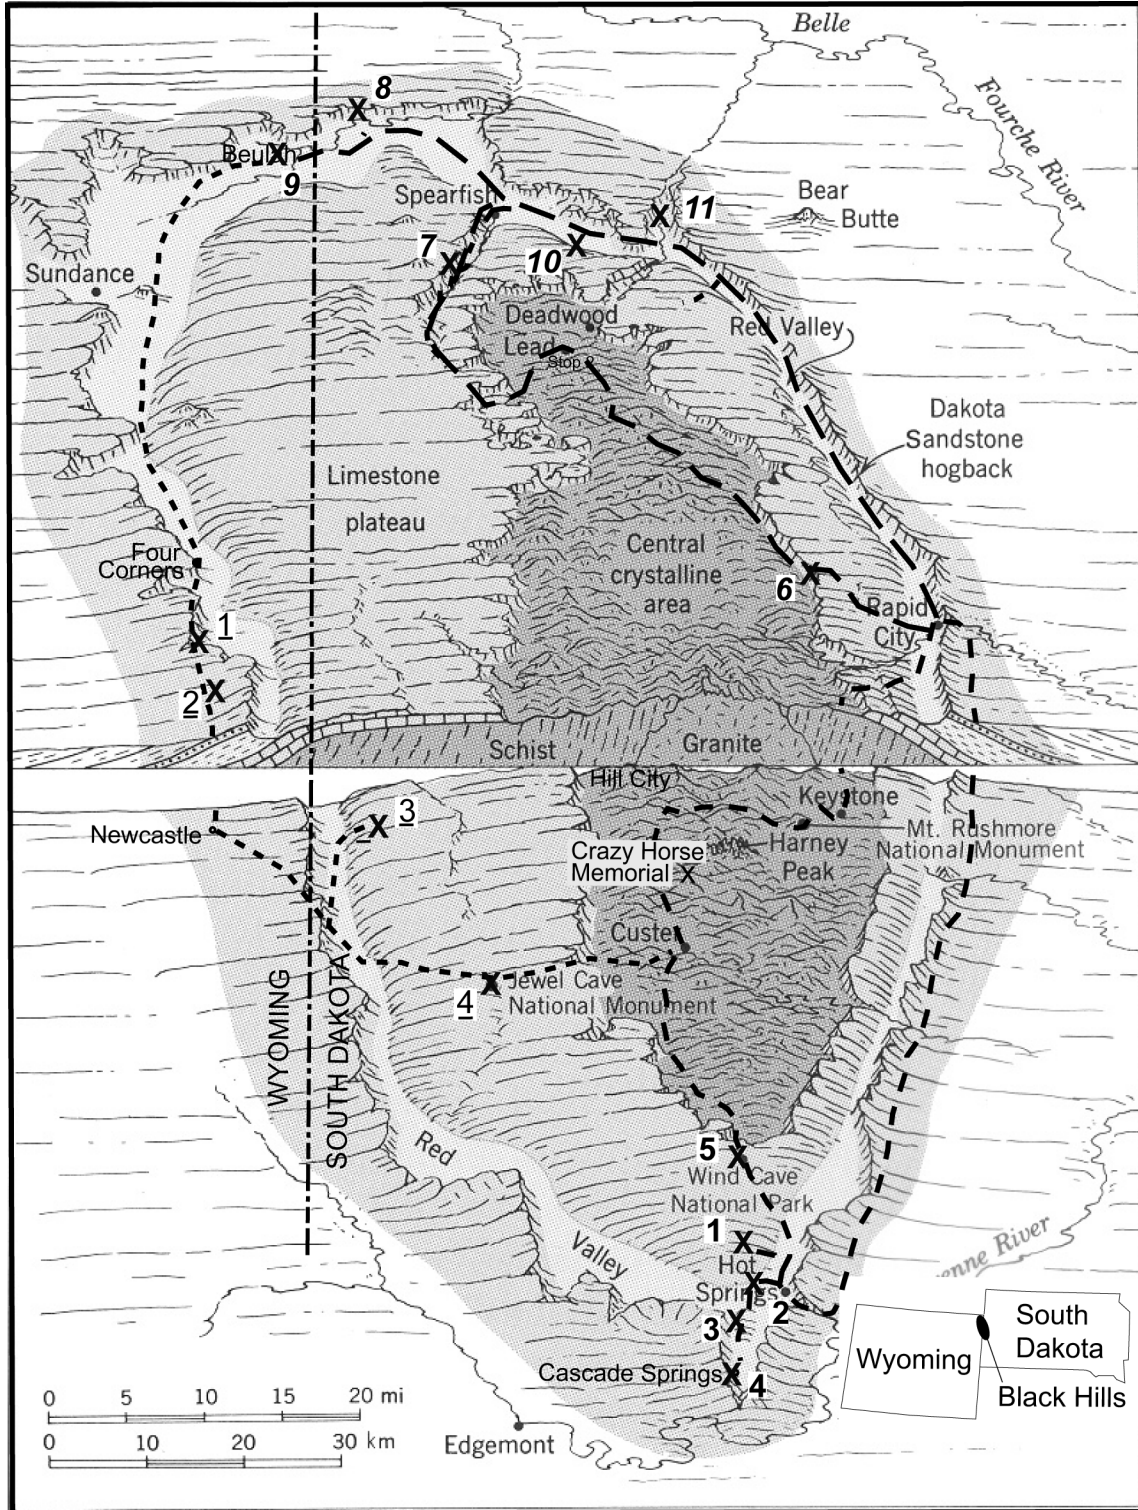 Belle
Fourche River
8
Beulah
9
Spearfish
11
Bear
Butte
7
10
Sundance
Deadwood
Lead
Stop 2
Red Valley
Dakota
Sandstone
hogback
Limestone
plateau
Four
Corners
Central
crystalline
area
6
Rapid
City
1
2
Schist
Granite
Hill City
Keystone
3
Newcastle
Mt. Rushmore
National Monument
Harney
Peak
Crazy Horse
Memorial
Custer
Jewel Cave
National Monument
4
WYOMING
SOUTH DAKOTA
Red
Valley
5
Wind Cave
National Park
1
Hot
Springs
2
3
Cascade Springs
4
enne River
South
Dakota
Wyoming
Black Hills
0 5 10 15 20 mi
0 10 20 30 km
Edgemont